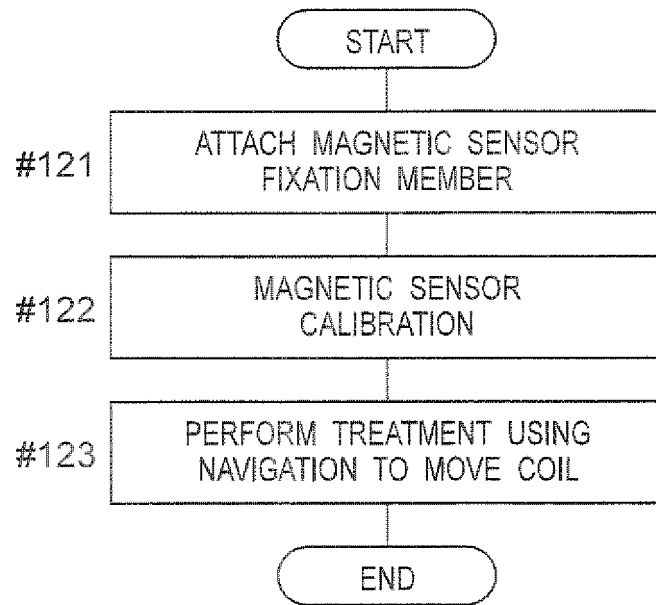 START
#121
ATTACH MAGNETIC SENSOR
FIXATION MEMBER
#122
MAGNETIC SENSOR
CALIBRATION
#123
PERFORM TREATMENT USING
NAVIGATION TO MOVE COIL
END